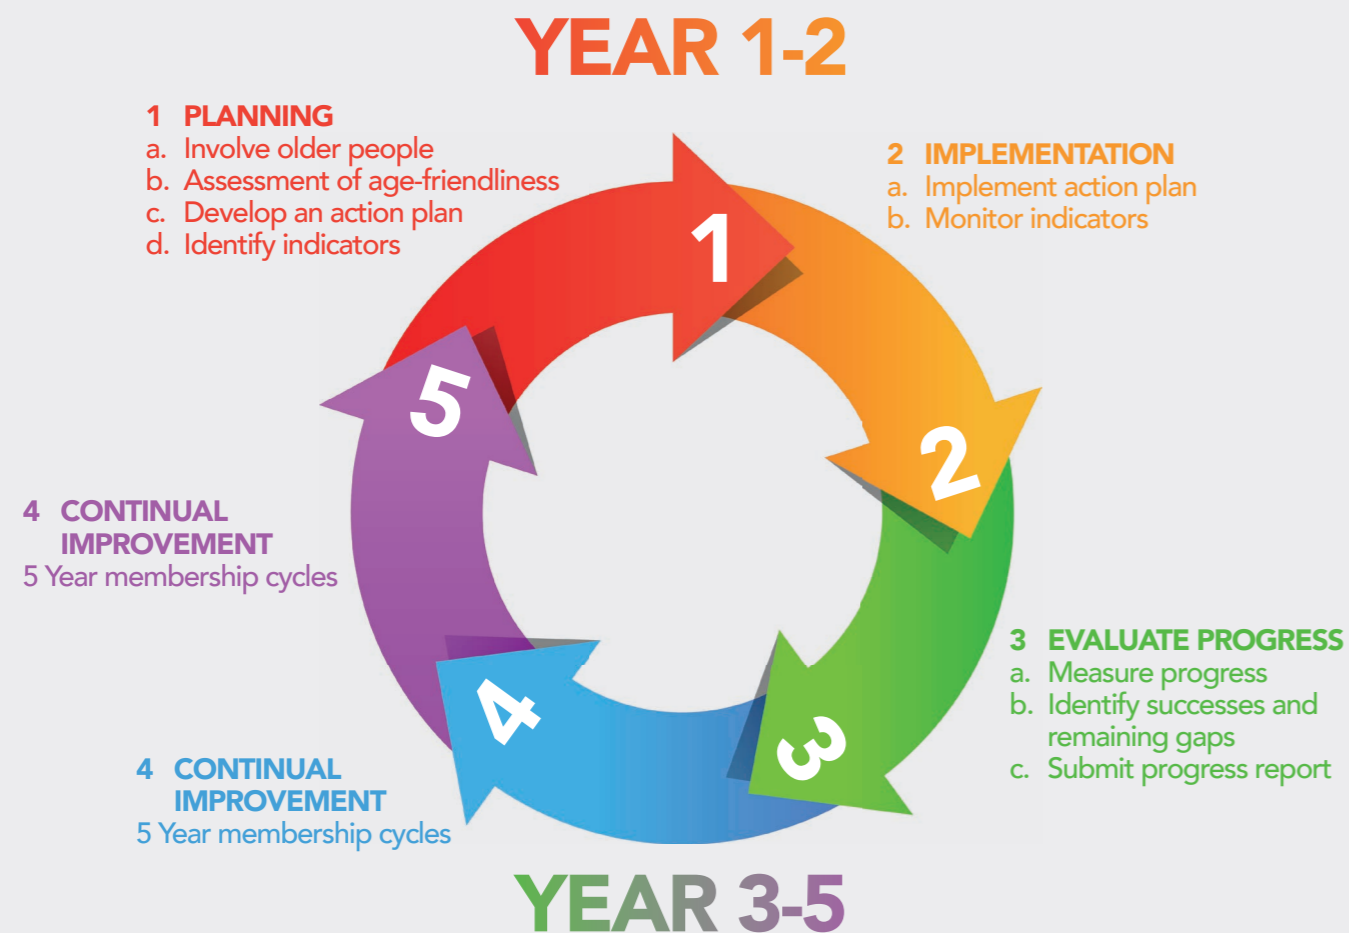 YEAR 1-2
1 PLANNING
a. Involve older people
b. Assessment of age-friendliness
c. Develop an action plan
d. Identify indicators
2 IMPLEMENTATION
a. Implement action plan
b. Monitor indicators
1
2
3
4
5
3 EVALUATE PROGRESS
a. Measure progress
b. Identify successes and
remaining gaps
c. Submit progress report
4 CONTINUAL
IMPROVEMENT
5 Year membership cycles
4 CONTINUAL
IMPROVEMENT
5 Year membership cycles
YEAR 3-5